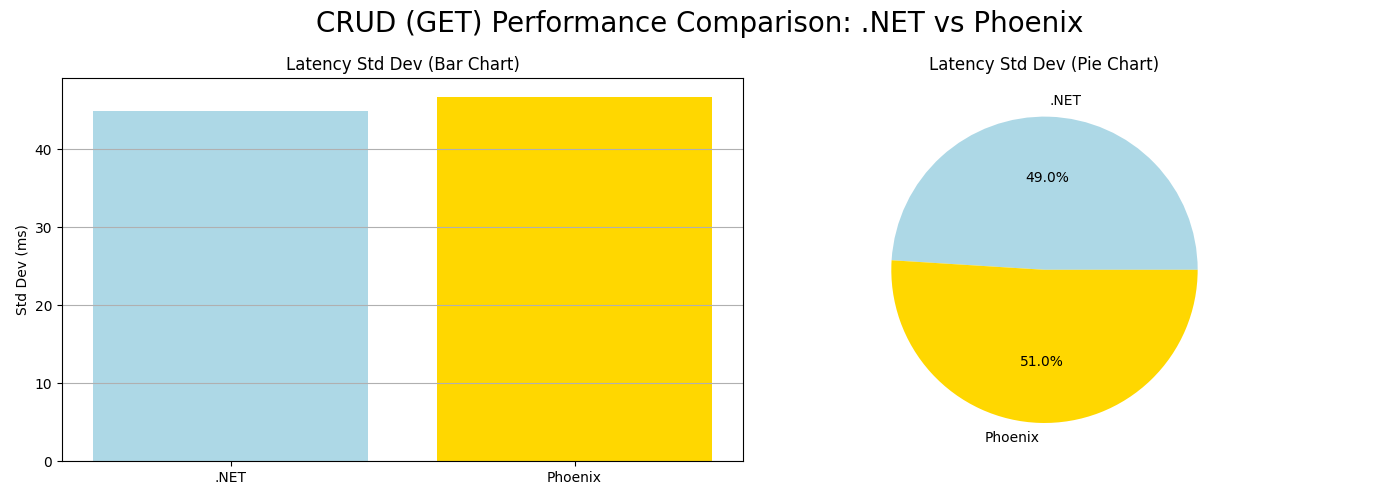 CRUD (GET) Performance Comparison: .NET vs Phoenix
Latency Std Dev (Bar Chart)
Std Dev (ms)
40
30
20
10
0
.NET
Phoenix
Latency Std Dev (Pie Chart)
.NET
49.0%
51.0%
Phoenix